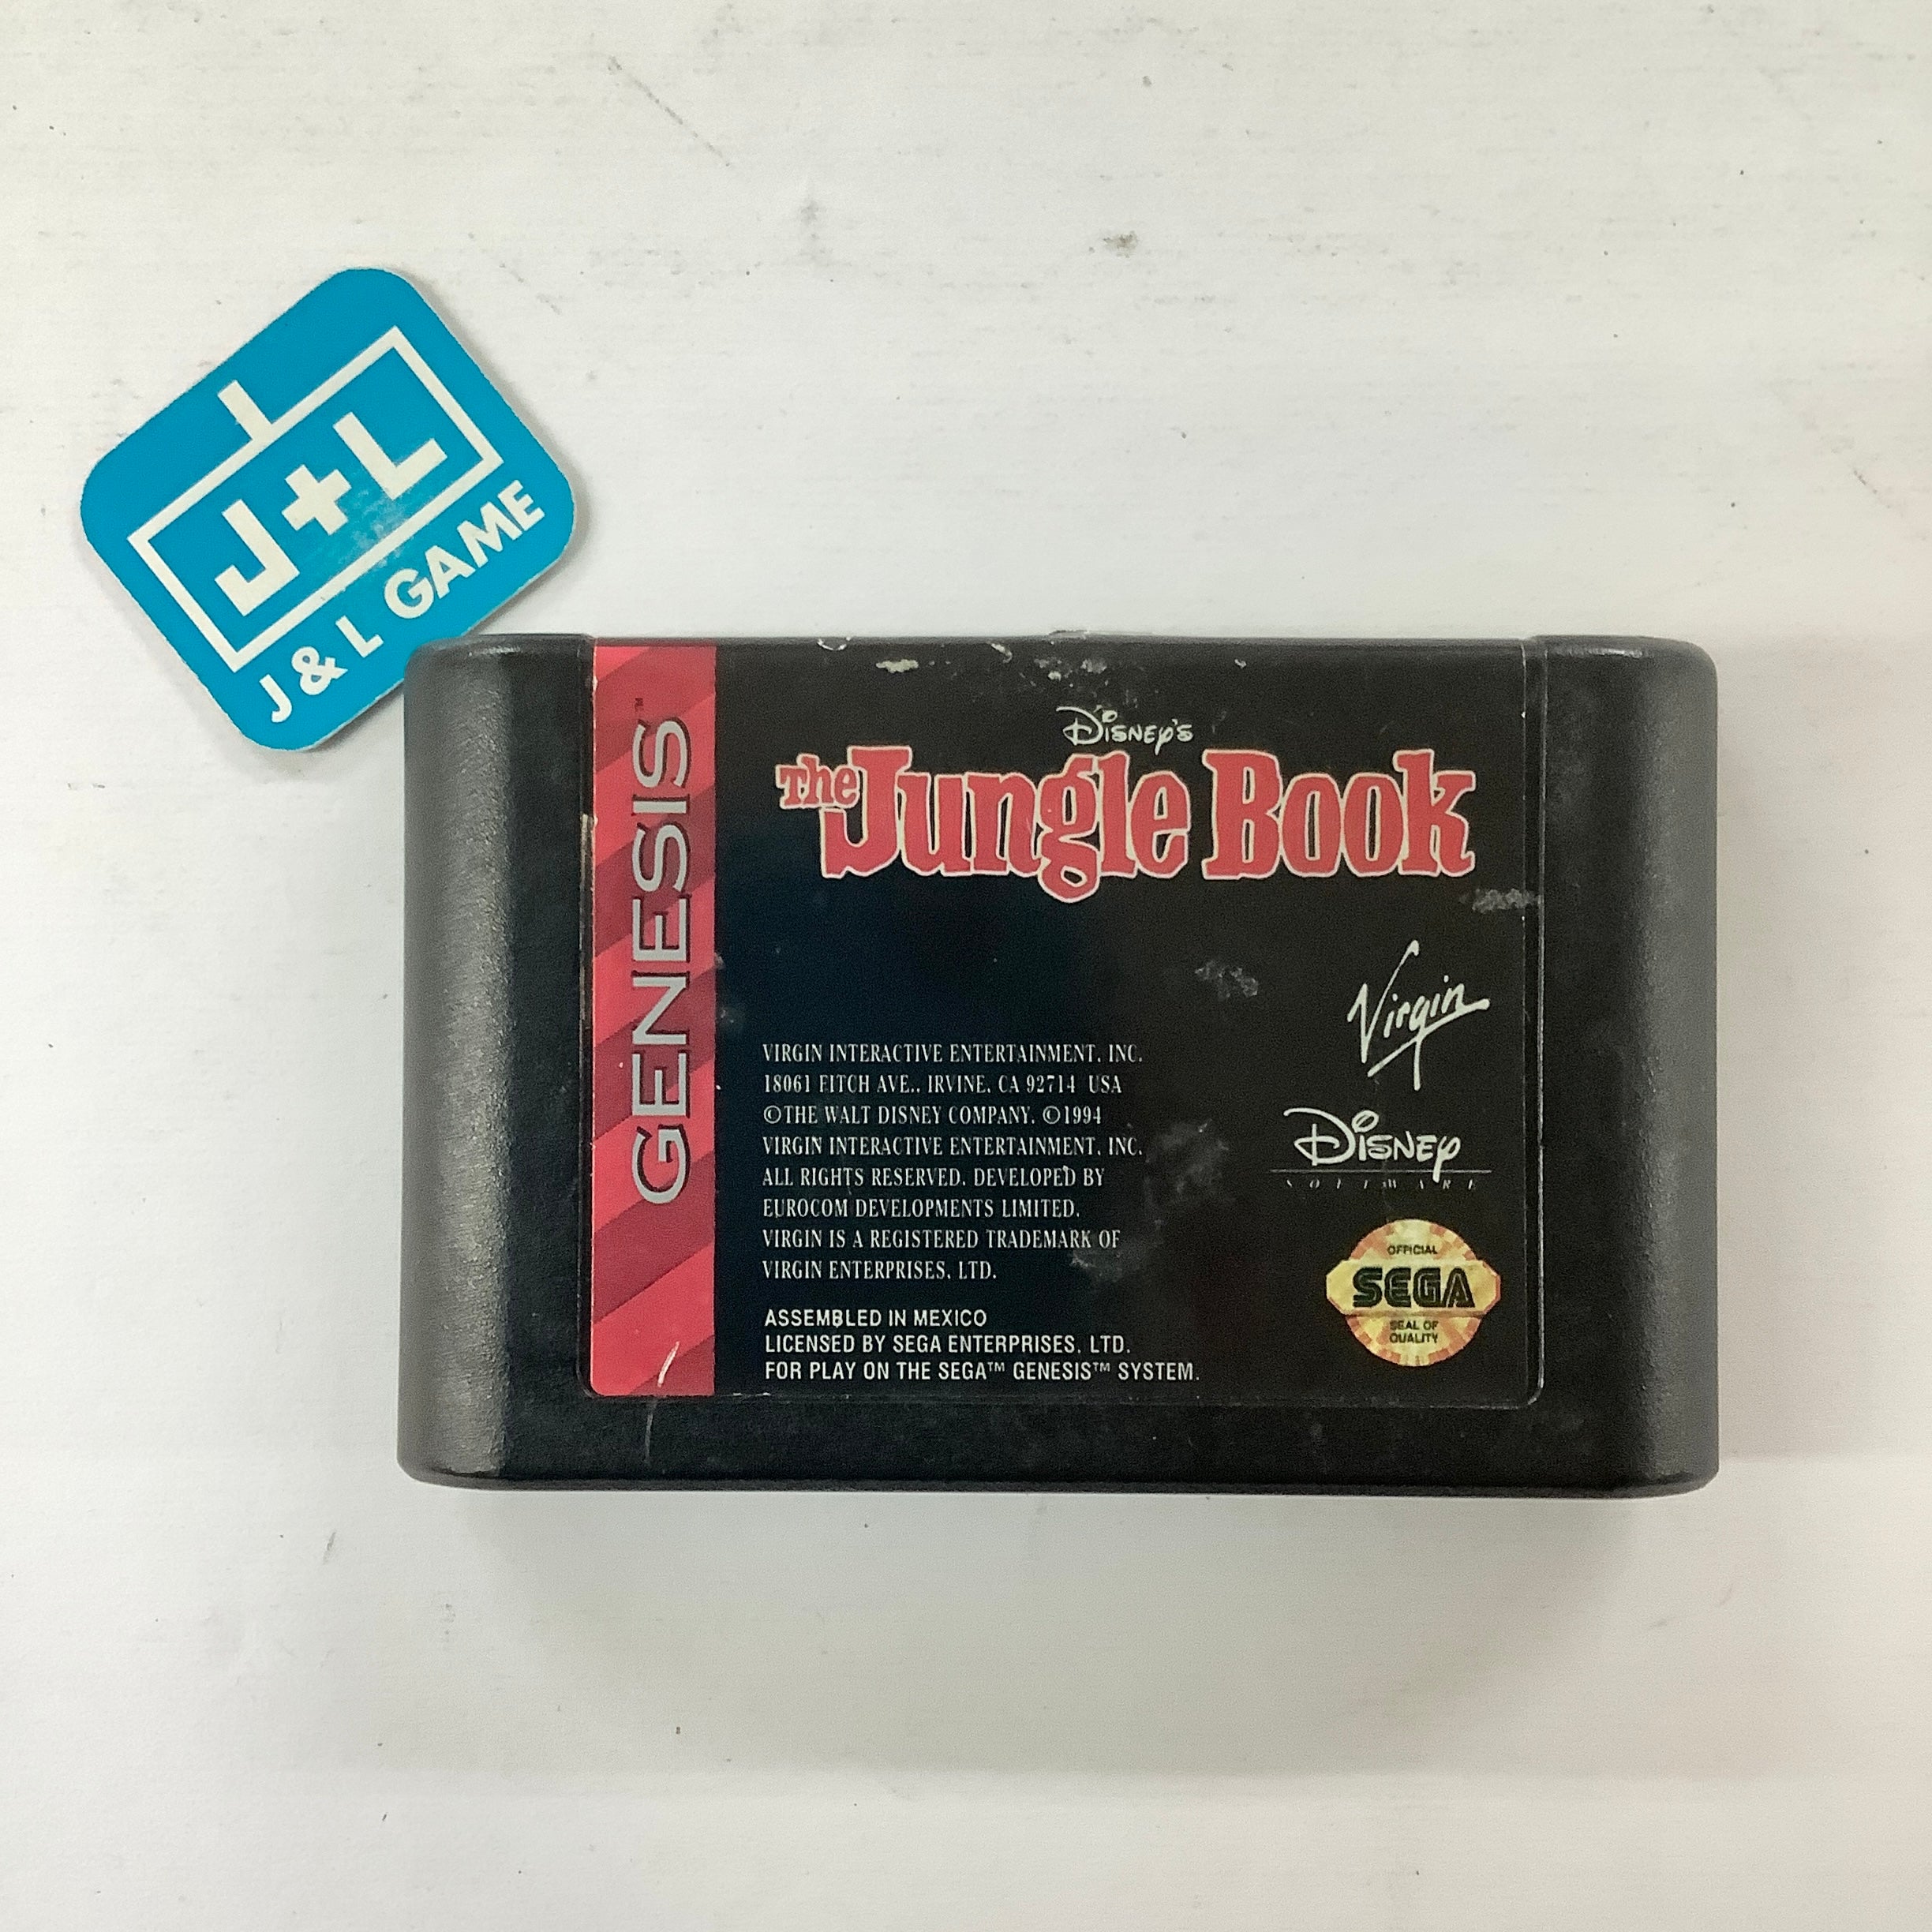 J+L
J & L GAME
GENESIS™
DISNEY'S
The Jungle Book
Virgin
VIRGIN INTERACTIVE ENTERTAINMENT, INC.
18061 FITCH AVE., IRVINE, CA 92714 USA
©THE WALT DISNEY COMPANY. ©1994
VIRGIN INTERACTIVE ENTERTAINMENT, INC.
ALL RIGHTS RESERVED. DEVELOPED BY
EUROCOM DEVELOPMENTS LIMITED.
VIRGIN IS A REGISTERED TRADEMARK OF
VIRGIN ENTERPRISES, LTD.
DISNEY
SOFTWARE
ASSEMBLED IN MEXICO
LICENSED BY SEGA ENTERPRISES, LTD.
FOR PLAY ON THE SEGA™ GENESIS™ SYSTEM.
OFFICIAL
SEGA
SEAL OF
QUALITY